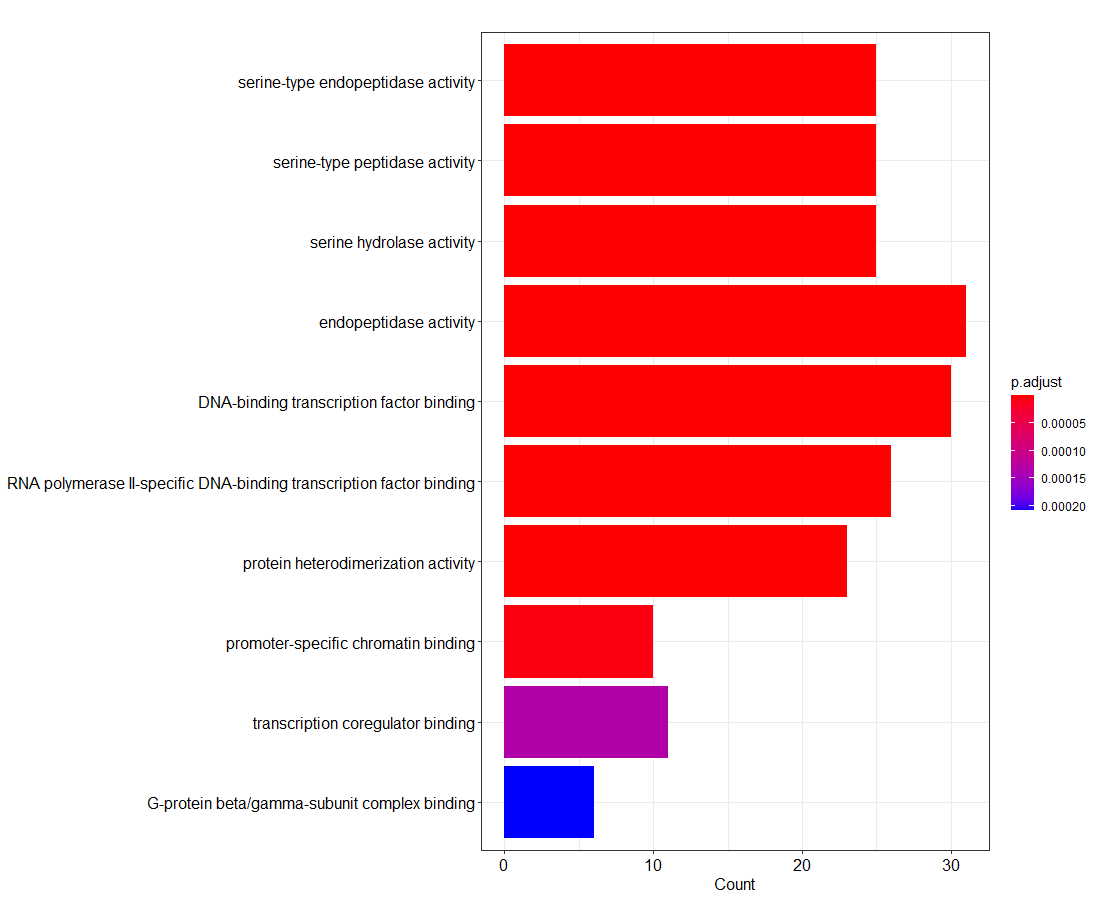 serine-type endopeptidase activity
serine-type peptidase activity
serine hydrolase activity
endopeptidase activity
DNA-binding transcription factor binding
RNA polymerase II-specific DNA-binding transcription factor binding
protein heterodimerization activity
promoter-specific chromatin binding
transcription coregulator binding
G-protein beta/gamma-subunit complex binding
0 10 20 30
Count
p.adjust
0.00005
0.00010
0.00015
0.00020